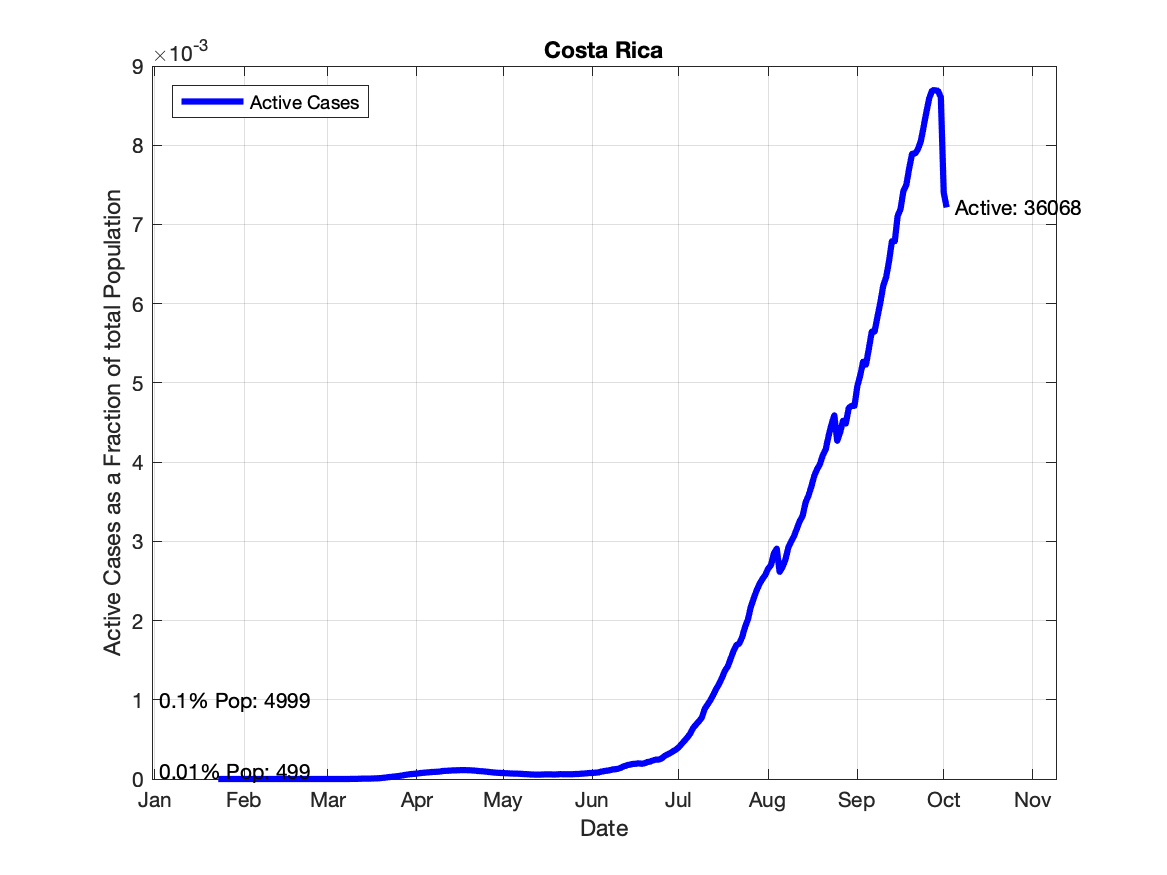 Costa Rica
×10-3
9
8
7
6
5
4
3
2
1
0
Active Cases as a Fraction of total Population
Active Cases
Active: 36068
0.1% Pop: 4999
0.01% Pop: 499
Jan Feb Mar Apr May Jun Jul Aug Sep Oct Nov
Date